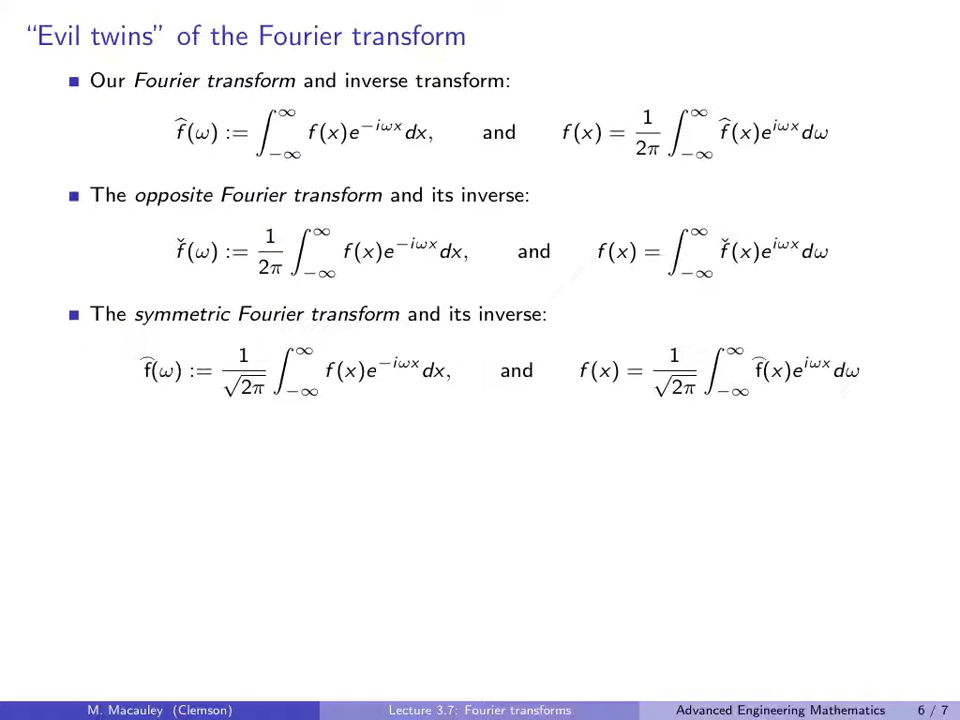 “Evil twins” of the Fourier transform
■ Our Fourier transform and inverse transform:
f̂(ω) := ∫_{−∞}^{∞} f(x)e^{−iωx}dx, and f(x) = 1/2π ∫_{−∞}^{∞} f̂(x)e^{iωx}dω
■ The opposite Fourier transform and its inverse:
f̌(ω) := 1/2π ∫_{−∞}^{∞} f(x)e^{−iωx}dx, and f(x) = ∫_{−∞}^{∞} f̌(x)e^{iωx}dω
■ The symmetric Fourier transform and its inverse:
f͡(ω) := 1/√2π ∫_{−∞}^{∞} f(x)e^{−iωx}dx, and f(x) = 1/√2π ∫_{−∞}^{∞} f͡(x)e^{iωx}dω
M. Macauley (Clemson) Lecture 3.7: Fourier transforms Advanced Engineering Mathematics 6 / 7